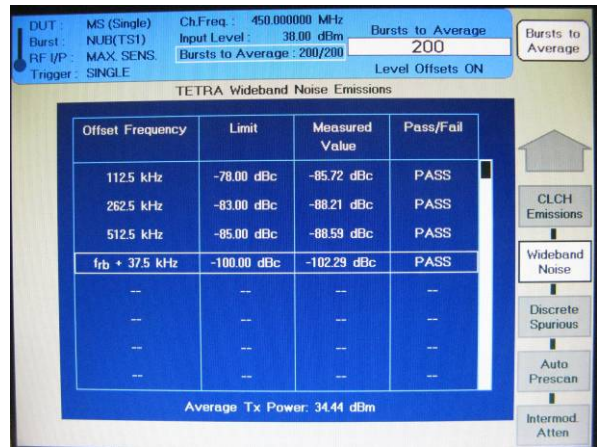 DUT : MS (Single) Ch.Freq. : 450.000000 MHz
Burst : NUB(TS1) Input Level : 38.00 dBm
RF I/P : MAX. SENS. Bursts to Average : 200/200
Trigger : SINGLE
Bursts to Average
200
Level Offsets ON
Bursts to
Average
TETRA Wideband Noise Emissions
Offset Frequency Limit Measured Value Pass/Fail
112.5 kHz -78.00 dBc -85.72 dBc PASS
262.5 kHz -83.00 dBc -88.21 dBc PASS
512.5 kHz -85.00 dBc -88.59 dBc PASS
frb + 37.5 kHz -100.00 dBc -102.29 dBc PASS
-- -- -- --
-- -- -- --
-- -- -- --
-- -- -- --
Average Tx Power: 34.44 dBm
CLCH
Emissions
Wideband
Noise
Discrete
Spurious
Auto
Prescan
Intermod.
Atten